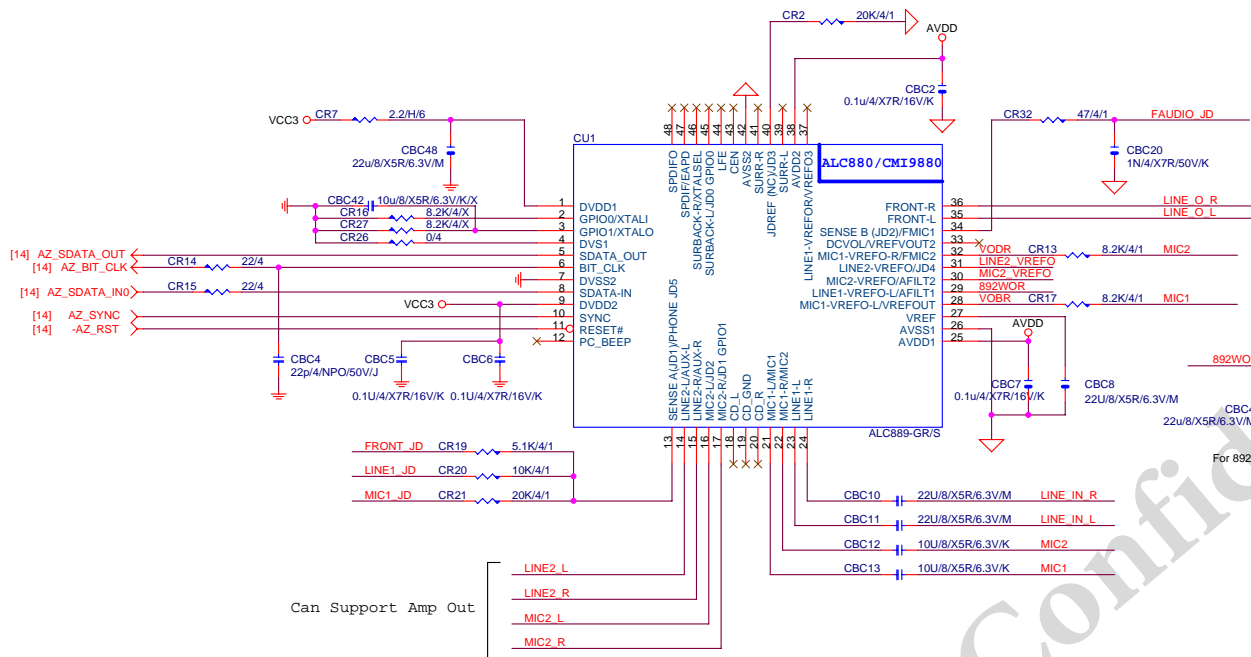 CR2 20K/4/1
AVDD
CBC2
0.1u/4/X7R/16V/K
VCC3 CR7 2.2/H/6
CBC48
22u/8/X5R/6.3V/M
CR32 47/4/1 FAUDIO_JD
CBC20
1N/4/X7R/50V/K
CU1
ALC880/CMI9880
48 SPDIFO
47 SPDIF/EAPD
46 SURBACK-R/XTALSEL
45 SURBACK-L/JD0 GPIO0
44 LFE
43 CEN
42 AVSS2
41 SURR-R
40 JDREF (NC)/JD3
39 SURR-L
38 AVDD2
37 LINE1-VREFOR/VREFO3
CBC42 10u/8/X5R/6.3V/K/X
CR16 8.2K/4/X
CR27 8.2K/4/X
CR26 0/4
[14] AZ_SDATA_OUT
[14] AZ_BIT_CLK CR14 22/4
[14] AZ_SDATA_IN0 CR15 22/4
VCC3
[14] AZ_SYNC
[14] -AZ_RST
1 DVDD1
2 GPIO0/XTALI
3 GPIO1/XTALO
4 DVS1
5 SDATA_OUT
6 BIT_CLK
7 DVSS2
8 SDATA-IN
9 DVDD2
10 SYNC
11 RESET#
12 PC_BEEP
FRONT-R 36 LINE_O_R
FRONT-L 35 LINE_O_L
SENSE B (JD2)/FMIC1 34
DCVOL/VREFVOUT2 33
MIC1-VREFO-R/FMIC2 32 VODR CR13 8.2K/4/1 MIC2
LINE2-VREFO/JD4 31 LINE2_VREFO
MIC2-VREFO/AFILT2 30 MIC2_VREFO
LINE1-VREFO-L/AFILT1 29 892WOR
MIC1-VREFO-L/VREFOUT 28 VOBR CR17 8.2K/4/1 MIC1
VREF 27
AVSS1 26
AVDD1 25
AVDD
CBC4
22p/4/NPO/50V/J
CBC5
0.1U/4/X7R/16V/K
CBC6
0.1U/4/X7R/16V/K
CBC7
0.1u/4/X7R/16V/K
CBC8
22U/8/X5R/6.3V/M
892WO
CBC4
22u/8/X5R/6.3V/M
For 892
13 SENSE A(JD1)/PHONE JD5
14 LINE2-L/AUX-L
15 LINE2-R/AUX-R
16 MIC2-L/JD2
17 MIC2-R/JD1 GPIO1
18 CD_L
19 CD_GND
20 CD_R
21 MIC1-L/MIC1
22 MIC1-R/MIC2
23 LINE1-L
24 LINE1-R
ALC889-GR/S
FRONT_JD CR19 5.1K/4/1
LINE1_JD CR20 10K/4/1
MIC1_JD CR21 20K/4/1
CBC10 22U/8/X5R/6.3V/M LINE_IN_R
CBC11 22U/8/X5R/6.3V/M LINE_IN_L
CBC12 10U/8/X5R/6.3V/K MIC2
CBC13 10U/8/X5R/6.3V/K MIC1
Can Support Amp Out
LINE2_L
LINE2_R
MIC2_L
MIC2_R
Confid